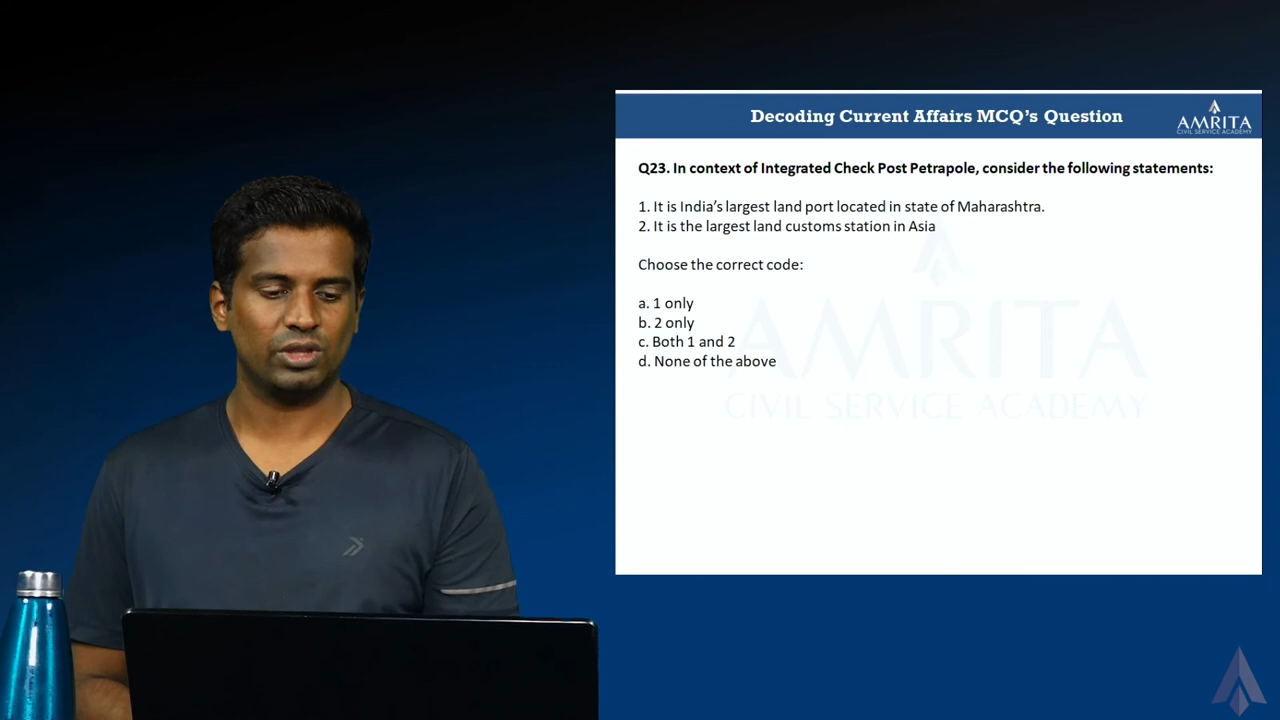 Decoding Current Affairs MCQ's Question
AMRITA
CIVIL SERVICE ACADEMY
Q23. In context of Integrated Check Post Petrapole, consider the following statements:
1. It is India's largest land port located in state of Maharashtra.
2. It is the largest land customs station in Asia
Choose the correct code:
a. 1 only
b. 2 only
c. Both 1 and 2
d. None of the above
AMRITA
CIVIL SERVICE ACADEMY